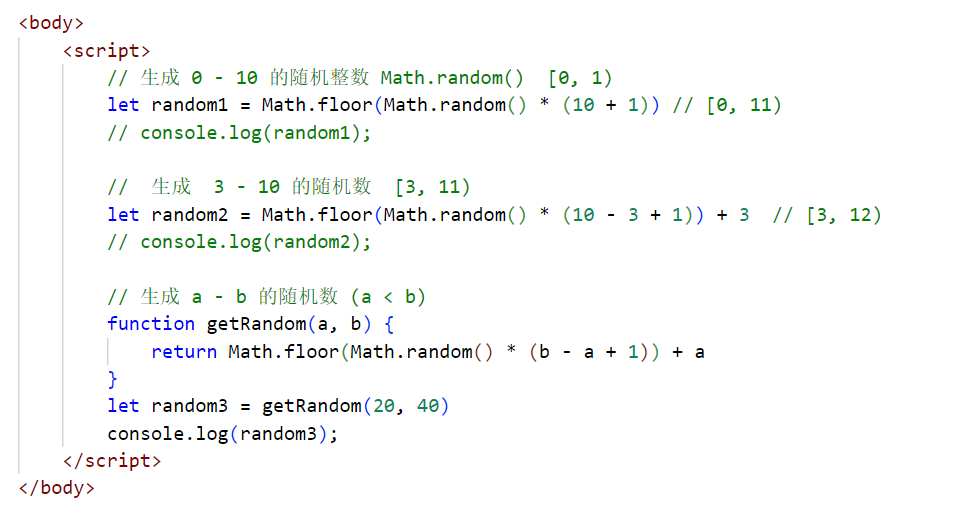 <body>
<script>
// 生成 0 - 10 的随机整数 Math.random()  [0, 1)
let random1 = Math.floor(Math.random() * (10 + 1)) // [0, 11)
// console.log(random1);
//  生成  3 - 10 的随机数  [3, 11)
let random2 = Math.floor(Math.random() * (10 - 3 + 1)) + 3  // [3, 12)
// console.log(random2);
// 生成 a - b 的随机数 (a < b)
function getRandom(a, b) {
return Math.floor(Math.random() * (b - a + 1)) + a
}
let random3 = getRandom(20, 40)
console.log(random3);
</script>
</body>